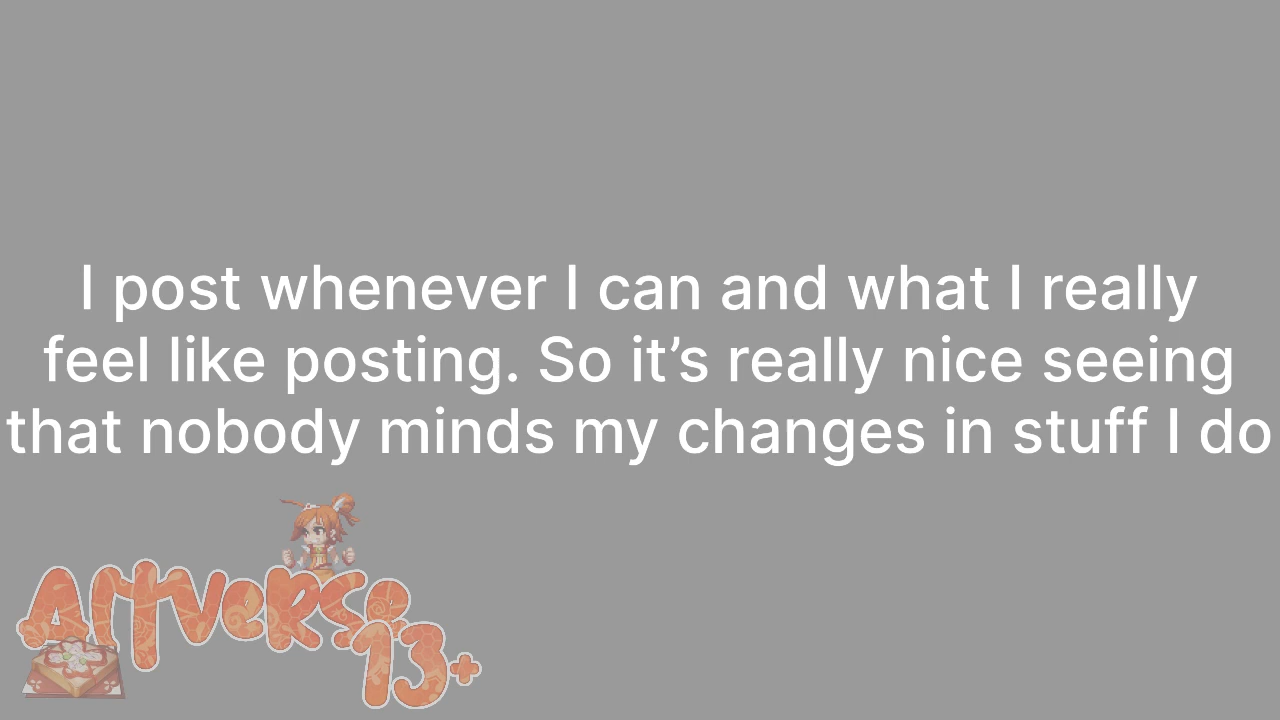 I post whenever I can and what I really
feel like posting. So it’s really nice seeing
that nobody minds my changes in stuff I do
Artverse
13+